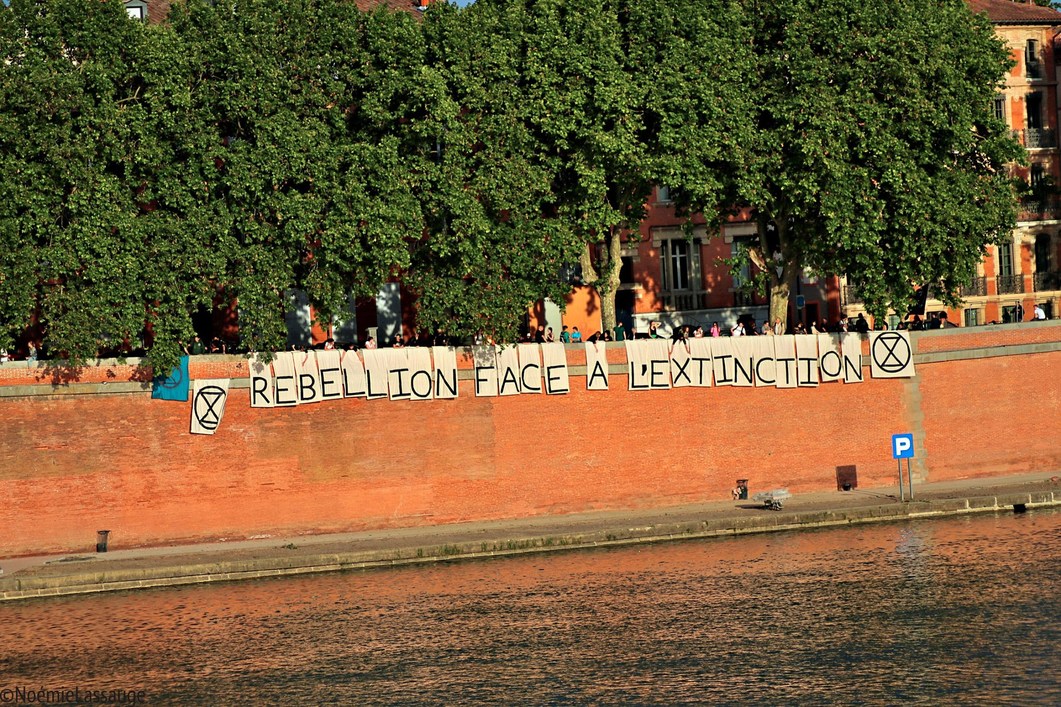 REBELLION FACE A L'EXTINCTION
P
©NoémieLassauge